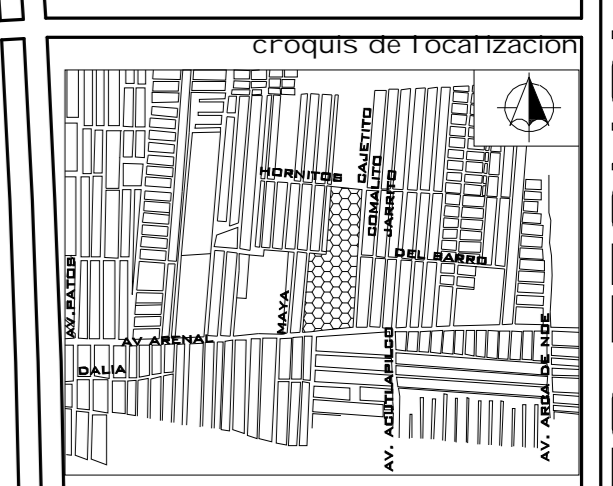 croquis de localizacion
CAJETITO
HORNITOS
COMALITO
JARRITO
DEL BARRO
AV. PATOS
MAYA
AV ARENAL
AV. ACUTLAPILCO
AV. ARCA DE NOE
DALIA